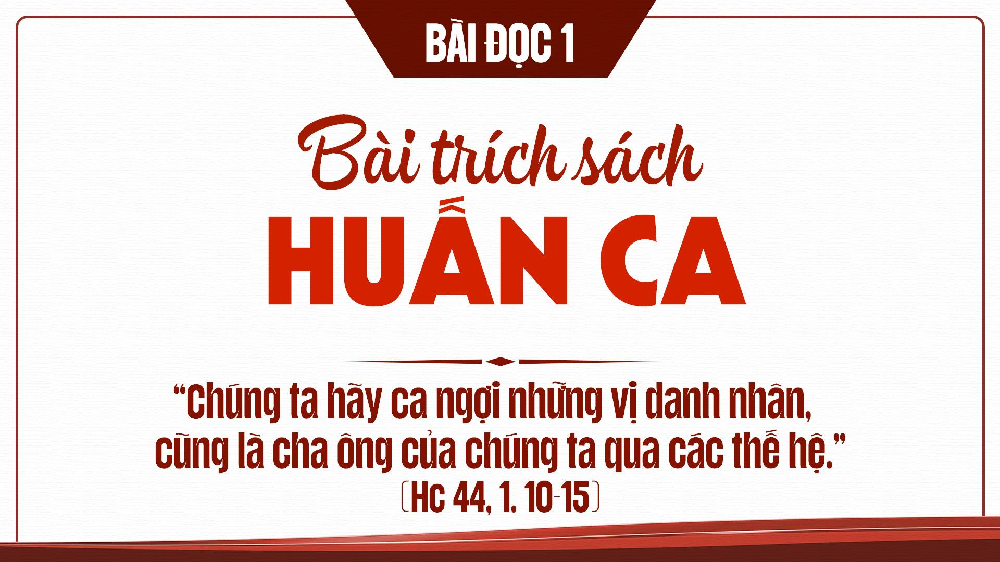 BÀI ĐỌC 1
Bài trích sách
HUẤN CA
“Chúng ta hãy ca ngợi những vị danh nhân,
cũng là cha ông của chúng ta qua các thế hệ.”
(Hc 44, 1. 10-15)